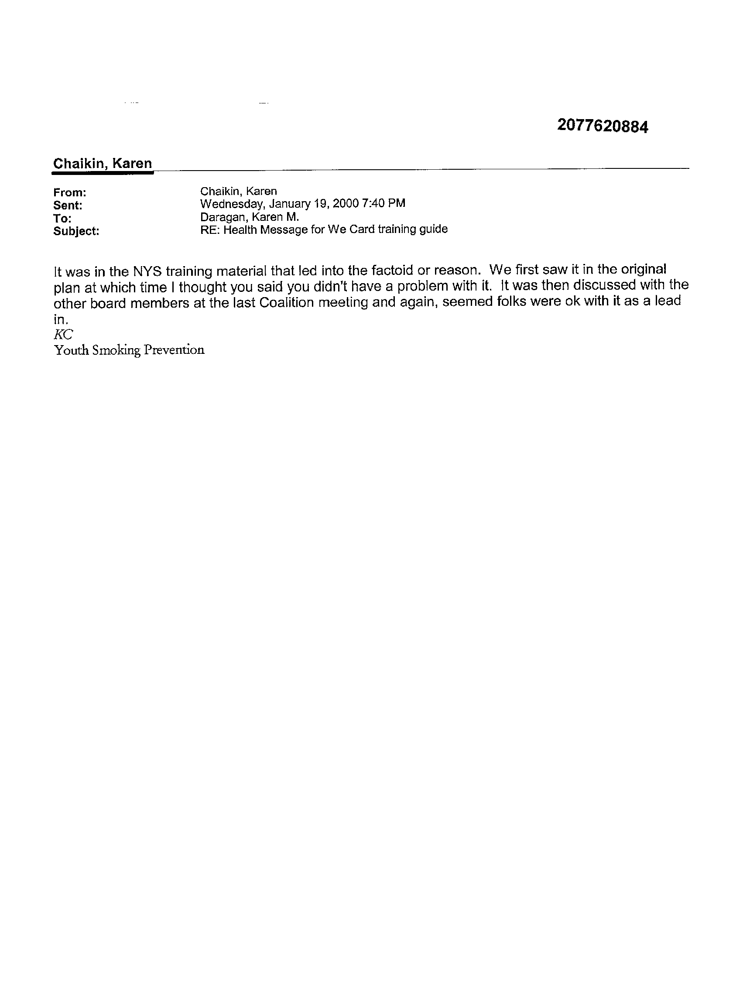 2077620884
Chaikin, Karen
From: Chaikin, Karen
Sent: Wednesday, January 19, 2000 7:40 PM
To: Daragan, Karen M.
Subject: RE: Health Message for We Card training guide
It was in the NYS training material that led into the factoid or reason. We first saw it in the original
plan at which time I thought you said you didn't have a problem with it. It was then discussed with the
other board members at the last Coalition meeting and again, seemed folks were ok with it as a lead
in.
KC
Youth Smoking Prevention